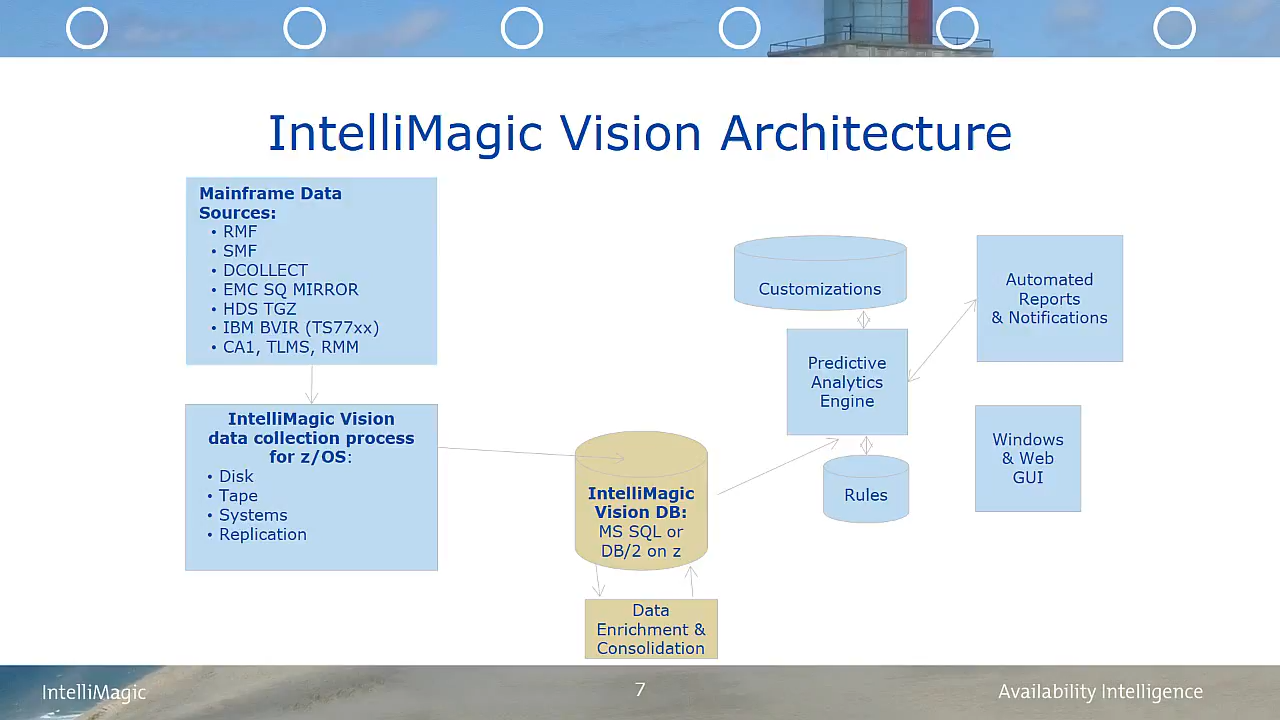 IntelliMagic Vision Architecture
Mainframe Data
Sources:
• RMF
• SMF
• DCOLLECT
• EMC SQ MIRROR
• HDS TGZ
• IBM BVIR (TS77xx)
• CA1, TLMS, RMM
IntelliMagic Vision
data collection process
for z/OS:
• Disk
• Tape
• Systems
• Replication
IntelliMagic
Vision DB:
MS SQL or
DB/2 on z
Data
Enrichment &
Consolidation
Customizations
Predictive
Analytics
Engine
Rules
Automated
Reports
& Notifications
Windows
& Web
GUI
IntelliMagic
7
Availability Intelligence